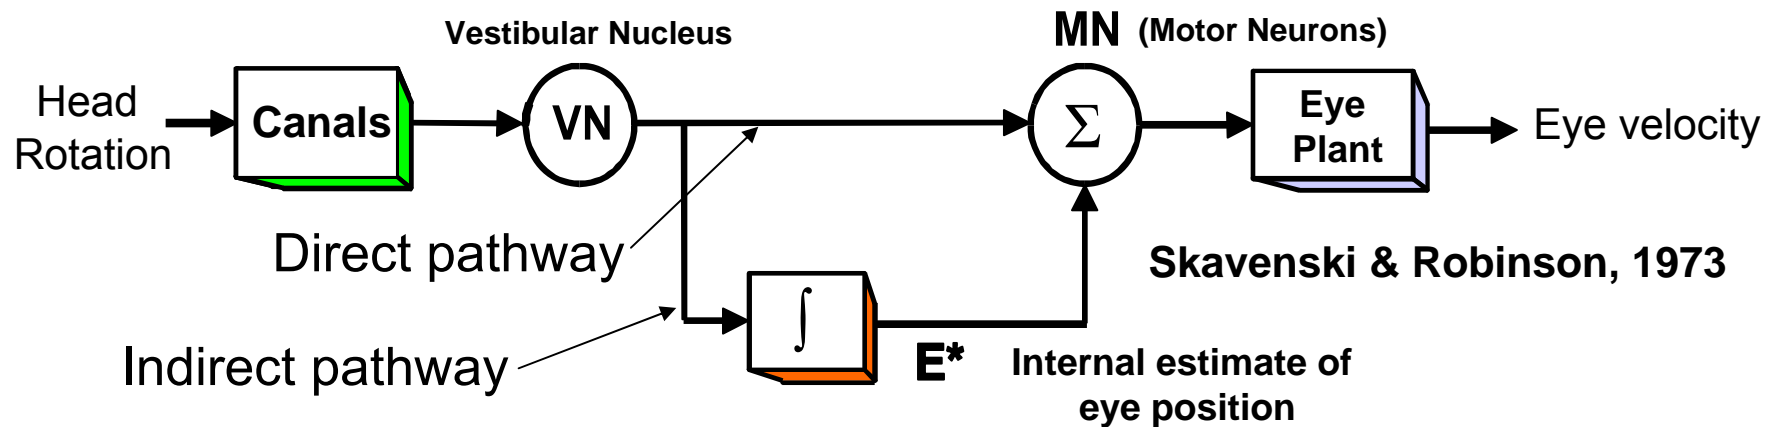 Vestibular Nucleus
MN (Motor Neurons)
Head
Rotation
Canals
VN
Σ
Eye
Plant
Eye velocity
Direct pathway
Skavenski & Robinson, 1973
∫
Indirect pathway
E*
Internal estimate of
eye position